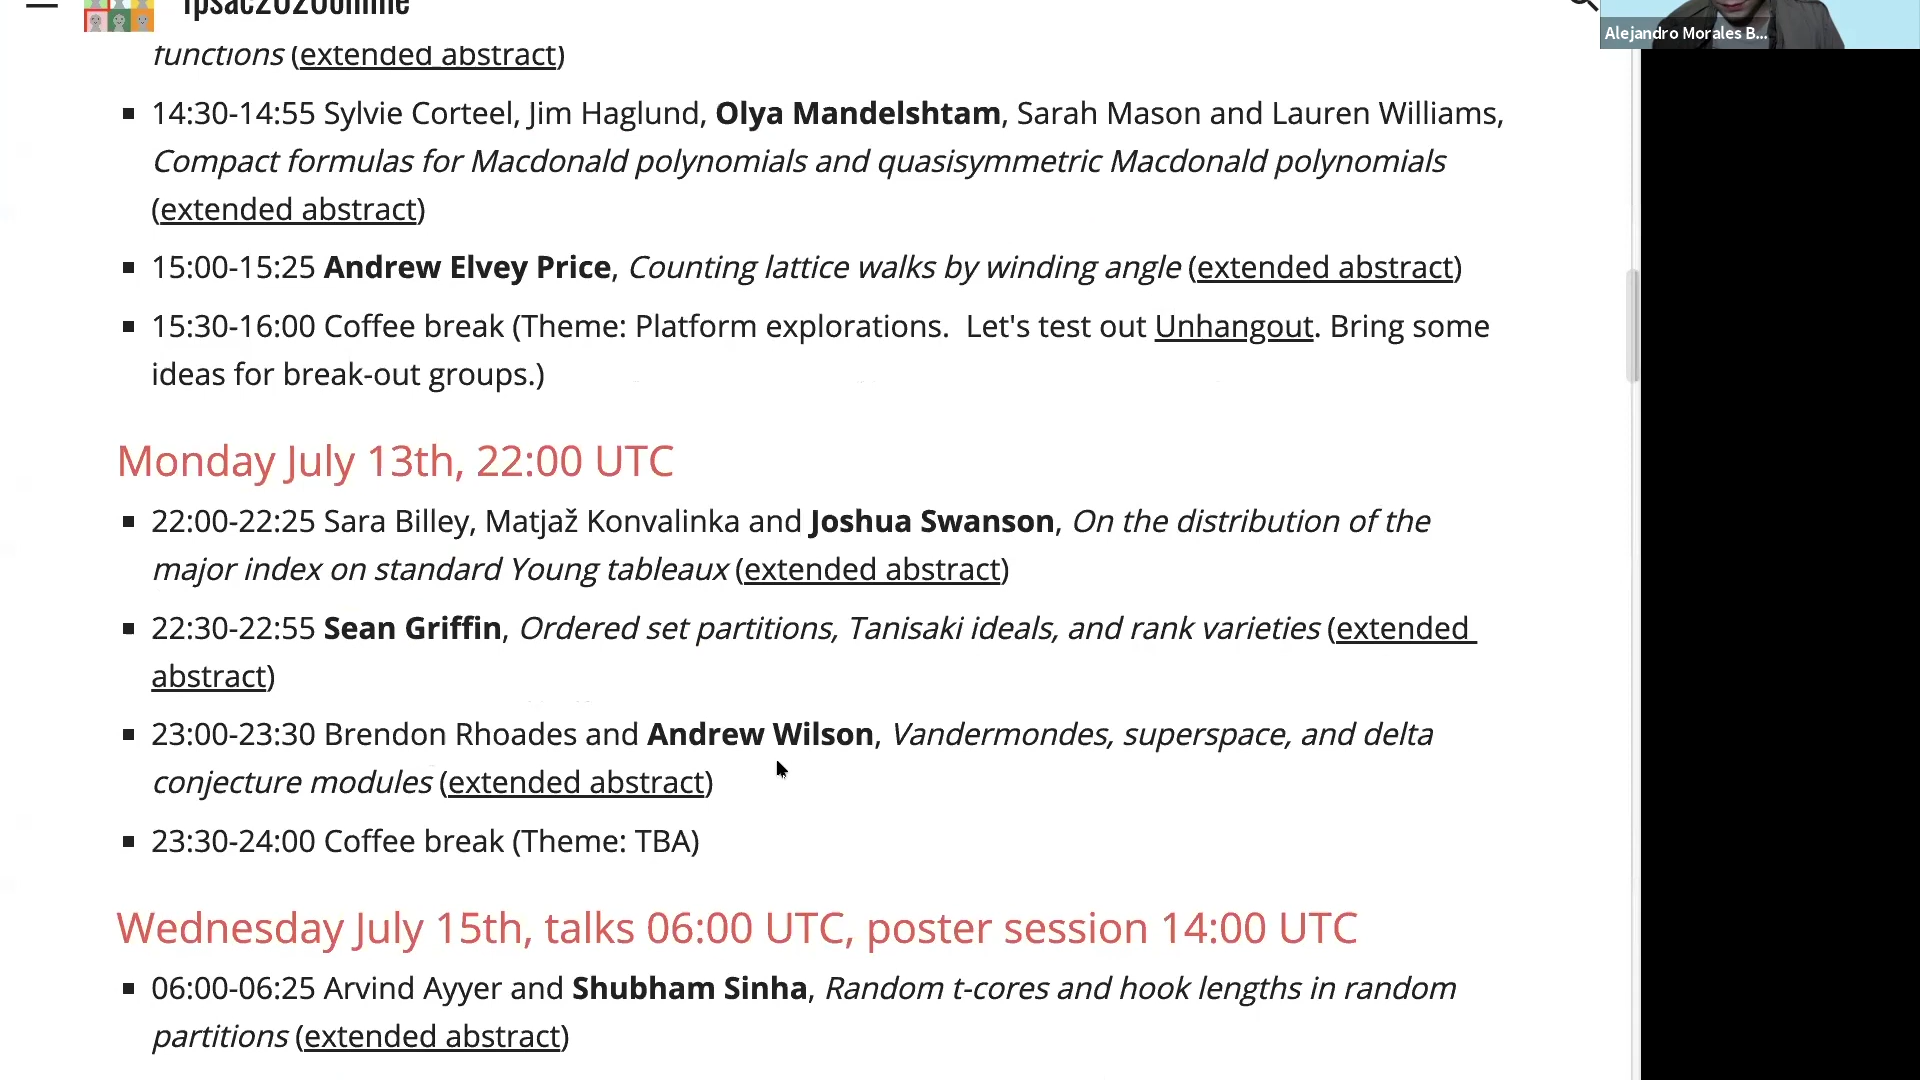 fpsac2020online
Alejandro Morales B...
functions (extended abstract)
▪ 14:30-14:55 Sylvie Corteel, Jim Haglund, Olya Mandelshtam, Sarah Mason and Lauren Williams,
Compact formulas for Macdonald polynomials and quasisymmetric Macdonald polynomials
(extended abstract)
▪ 15:00-15:25 Andrew Elvey Price, Counting lattice walks by winding angle (extended abstract)
▪ 15:30-16:00 Coffee break (Theme: Platform explorations.  Let's test out Unhangout. Bring some
ideas for break-out groups.)
Monday July 13th, 22:00 UTC
▪ 22:00-22:25 Sara Billey, Matjaž Konvalinka and Joshua Swanson, On the distribution of the
major index on standard Young tableaux (extended abstract)
▪ 22:30-22:55 Sean Griffin, Ordered set partitions, Tanisaki ideals, and rank varieties (extended
abstract)
▪ 23:00-23:30 Brendon Rhoades and Andrew Wilson, Vandermondes, superspace, and delta
conjecture modules (extended abstract)
▪ 23:30-24:00 Coffee break (Theme: TBA)
Wednesday July 15th, talks 06:00 UTC, poster session 14:00 UTC
▪ 06:00-06:25 Arvind Ayyer and Shubham Sinha, Random t-cores and hook lengths in random
partitions (extended abstract)